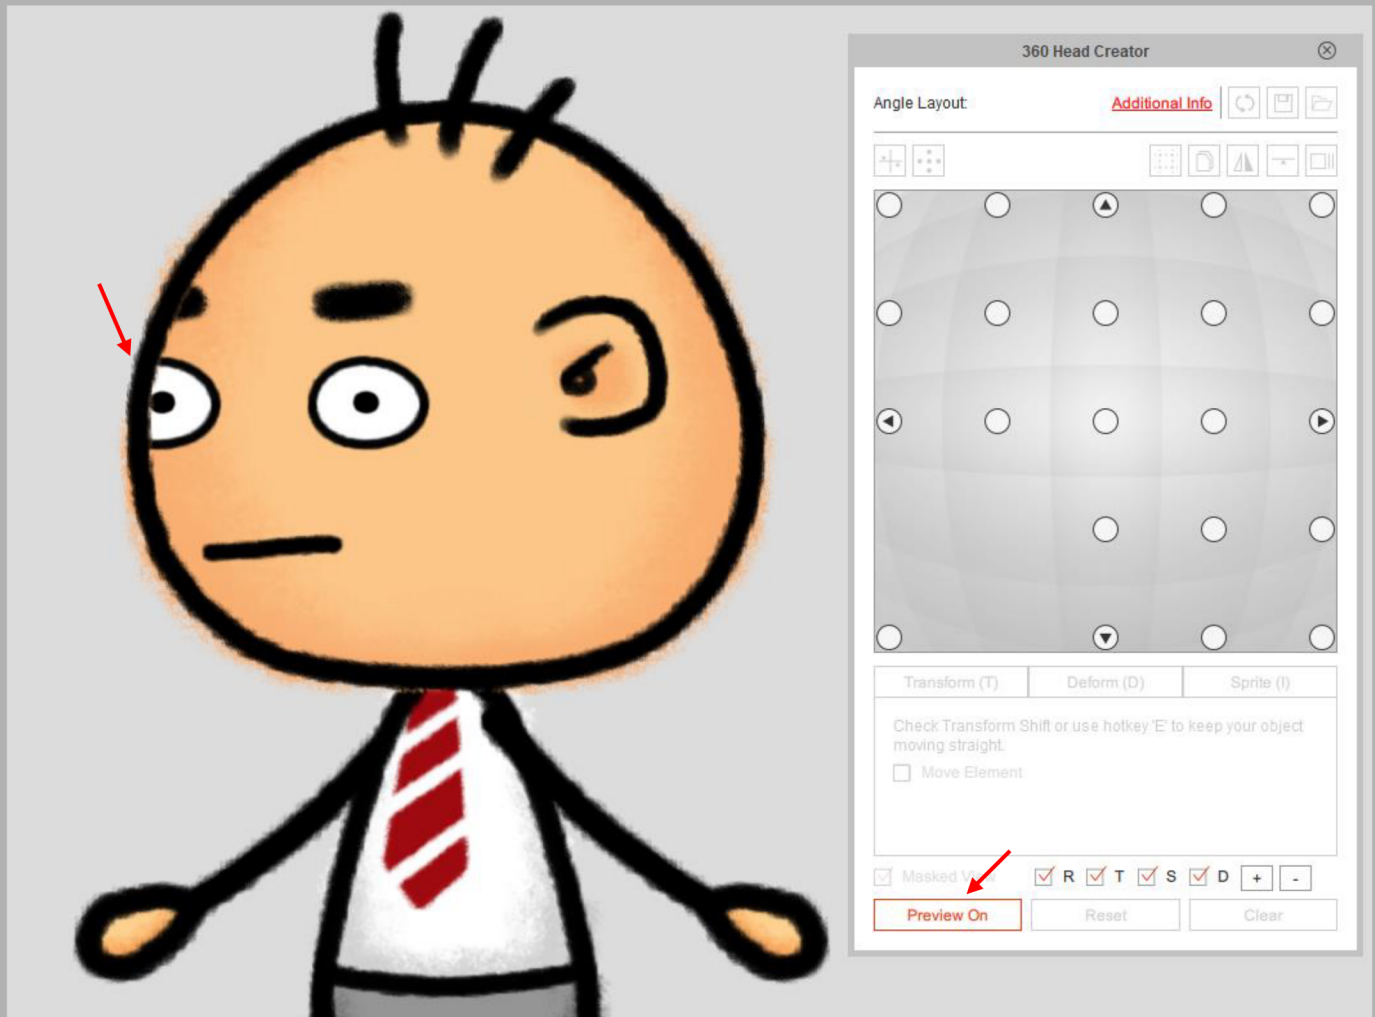 360 Head Creator
Angle Layout:
Additional Info
Transform (T)
Deform (D)
Sprite (I)
Check Transform Shift or use hotkey 'E' to keep your object
moving straight.
Move Element
Masked
R T S D + -
Preview On
Reset
Clear